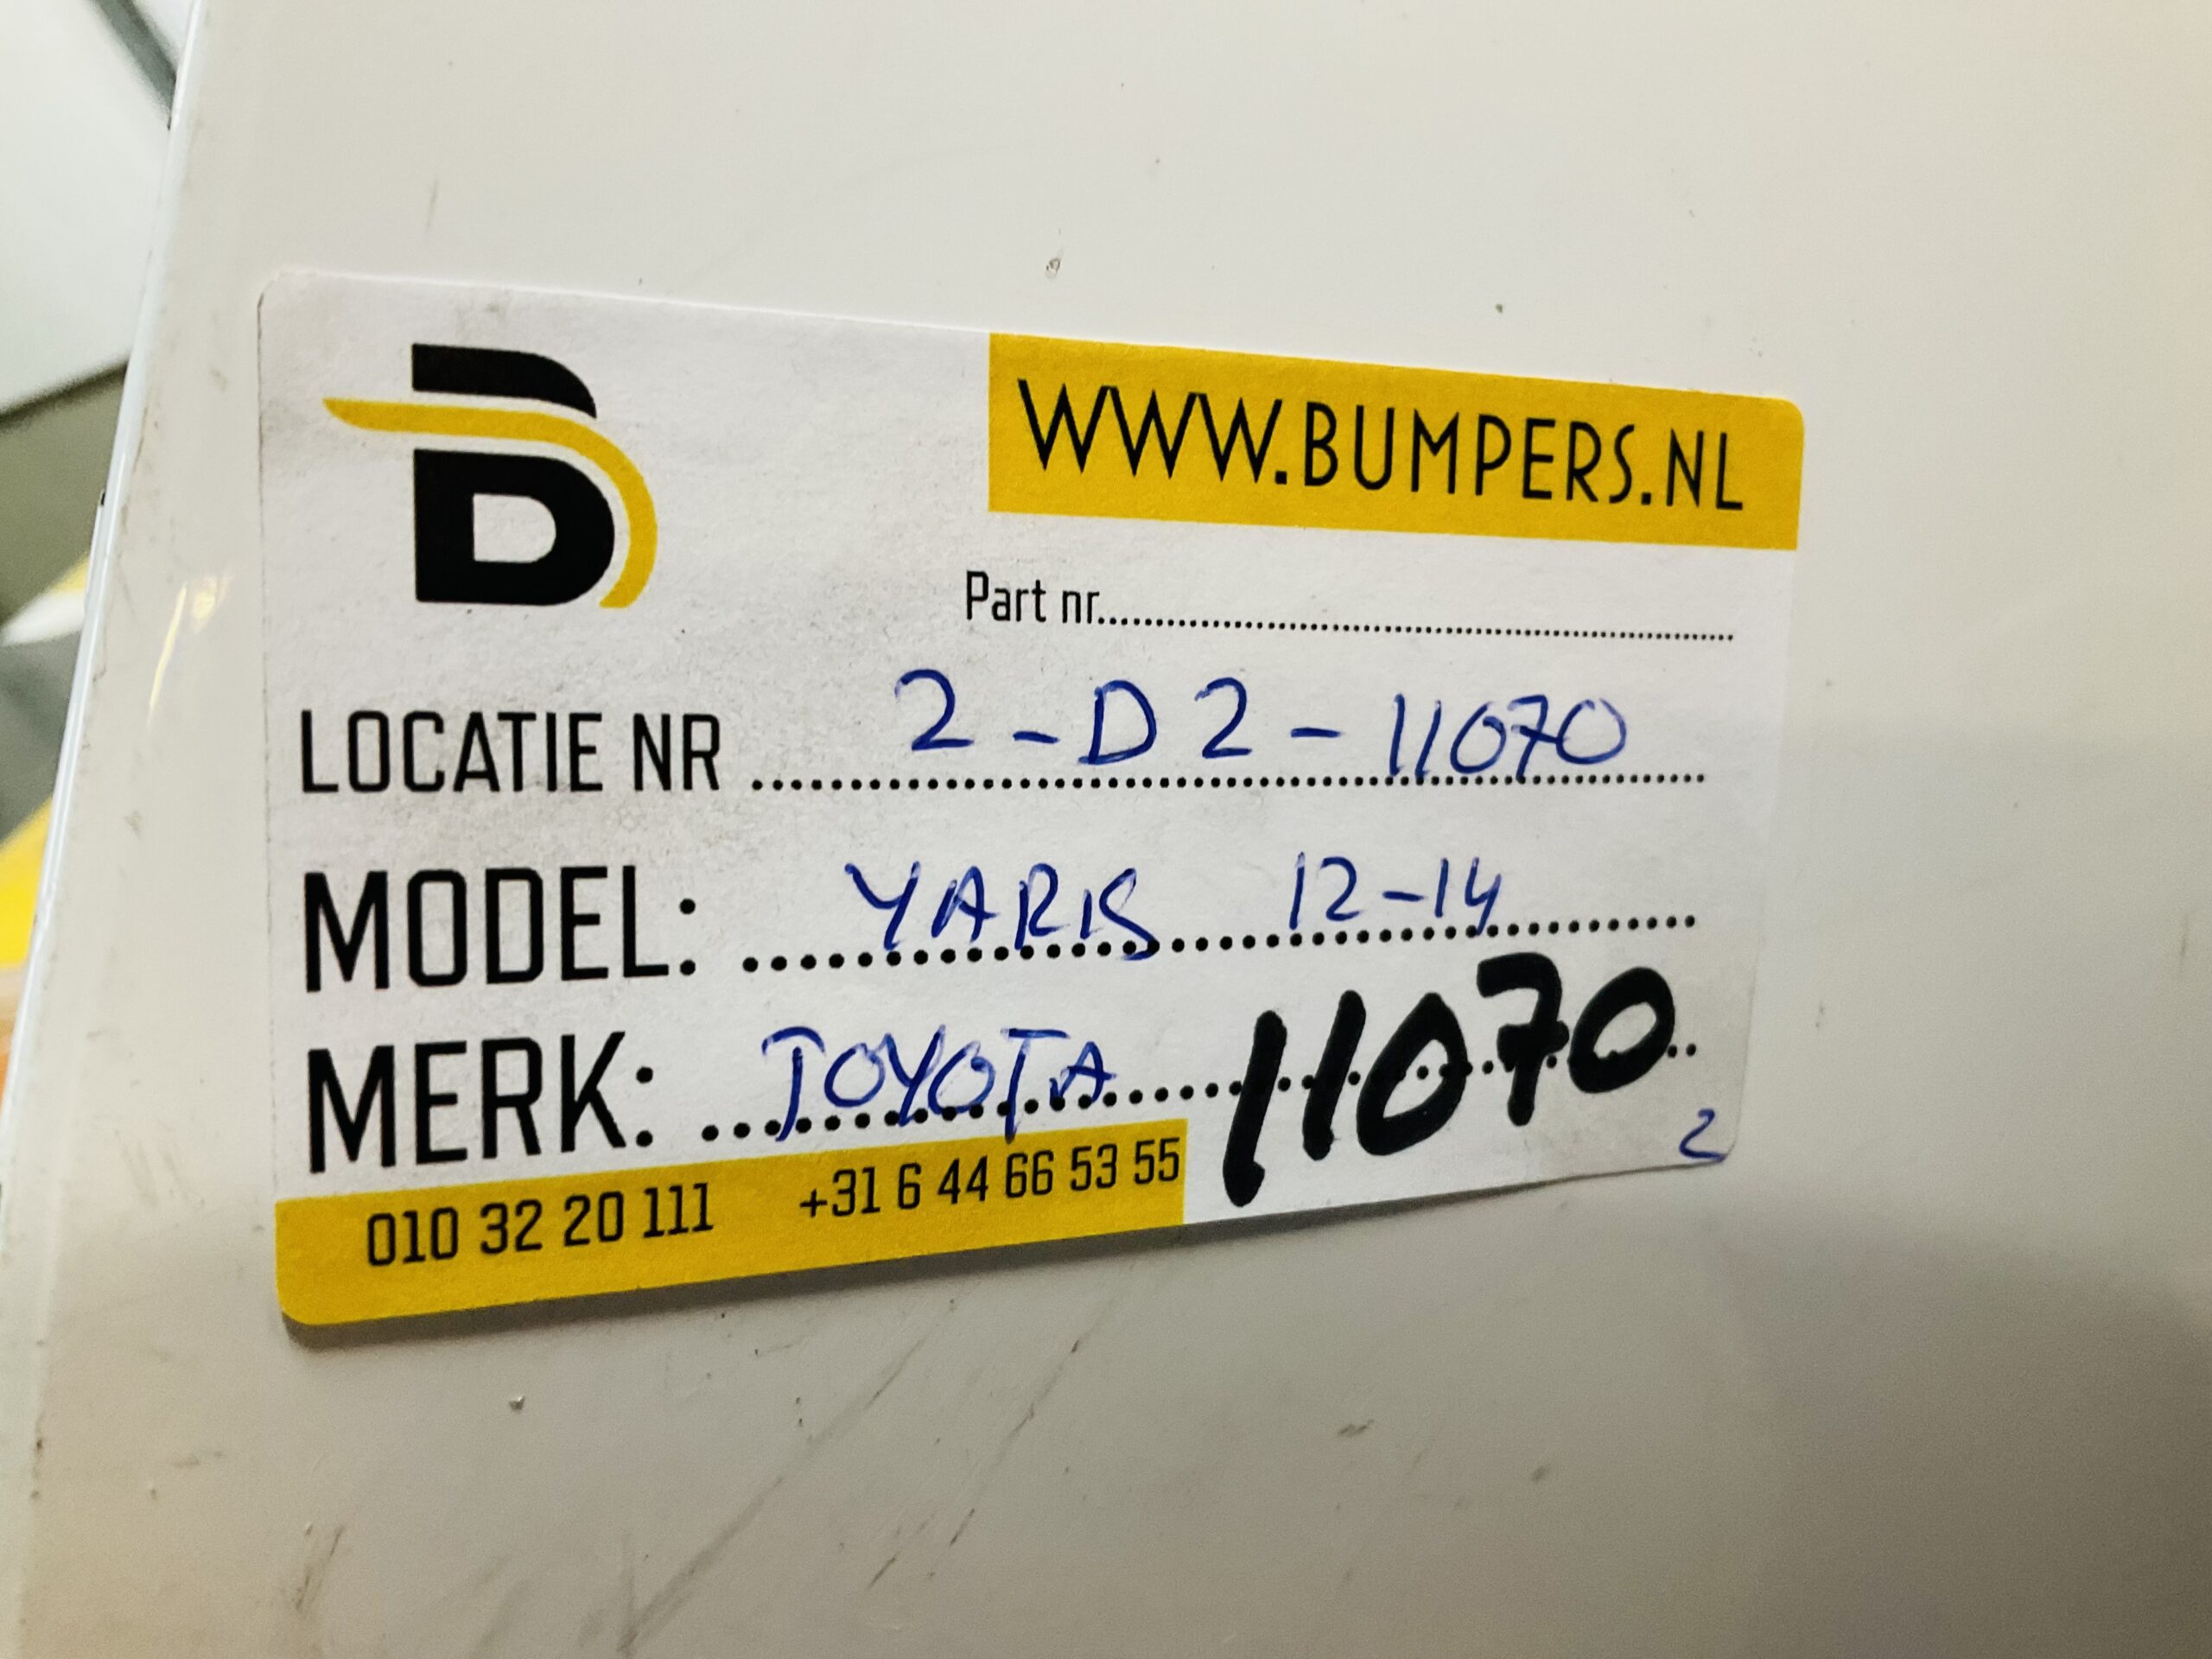 B
WWW.BUMPERS.NL
Part nr..........
LOCATIE NR .......... 2-D2-11070
MODEL: .......... YARIS 12-14
MERK: .......... TOYOTA 11070
2
010 32 20 111 +31 6 44 66 53 55